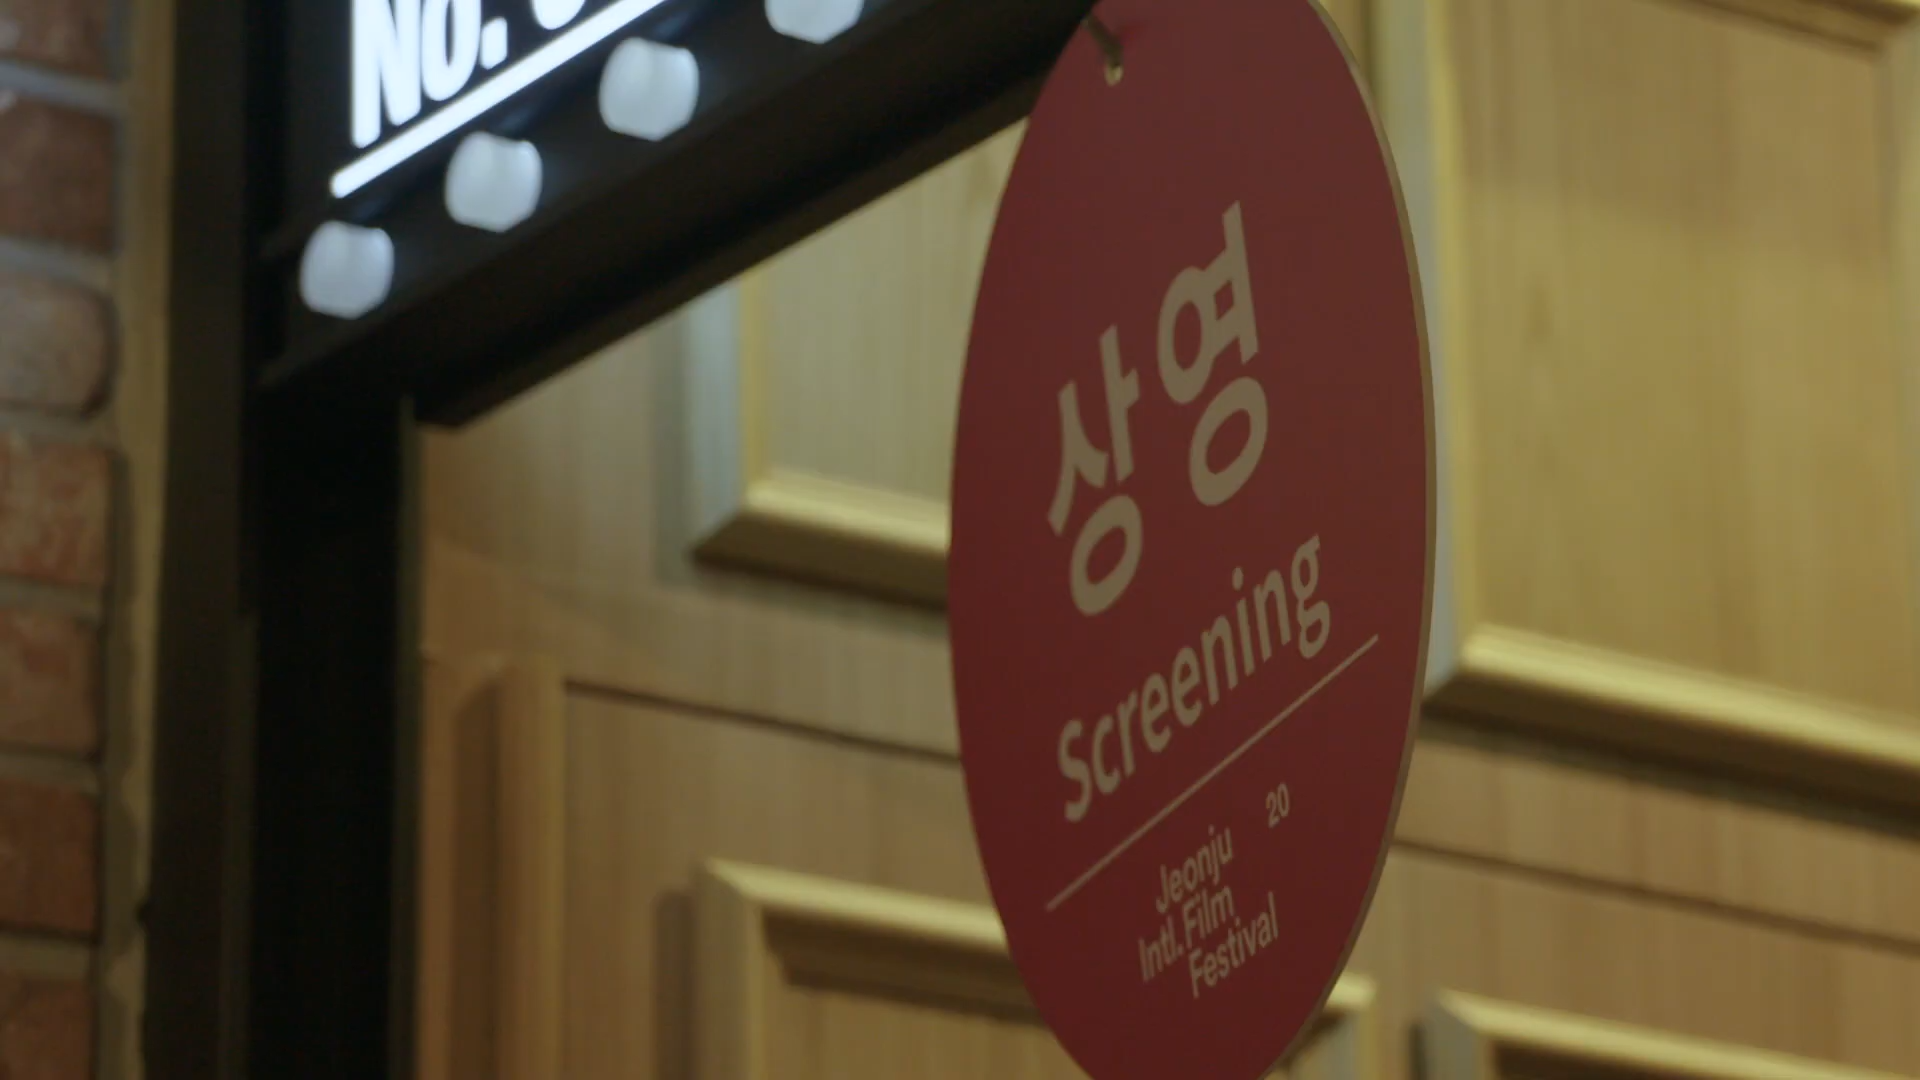 No.
상영
Screening
20
Jeonju
Intl. Film
Festival